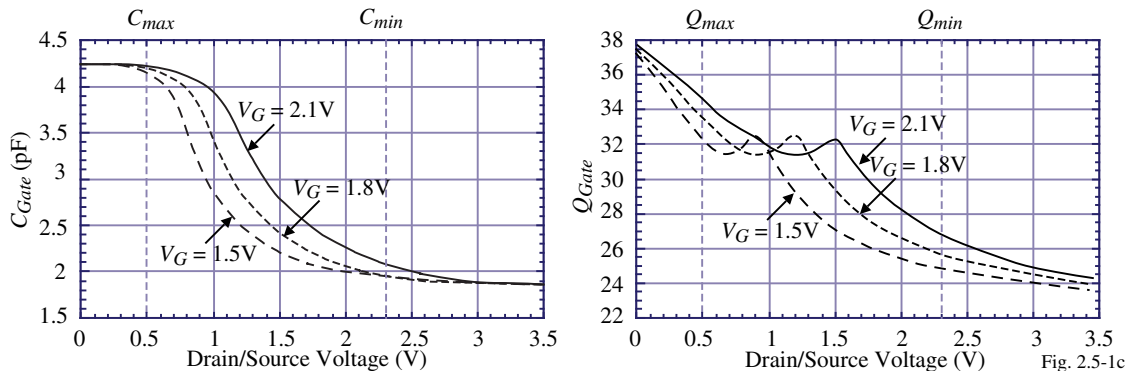 C_max C_min
4.5
4
3.5
3
2.5
2
1.5
C_Gate (pF)
V_G = 2.1V
V_G = 1.8V
V_G = 1.5V
0 0.5 1 1.5 2 2.5 3 3.5
Drain/Source Voltage (V)
Q_max Q_min
38
36
34
32
30
28
26
24
22
Q_Gate
V_G = 2.1V
V_G = 1.8V
V_G = 1.5V
0 0.5 1 1.5 2 2.5 3 3.5
Drain/Source Voltage (V)
Fig. 2.5-1c